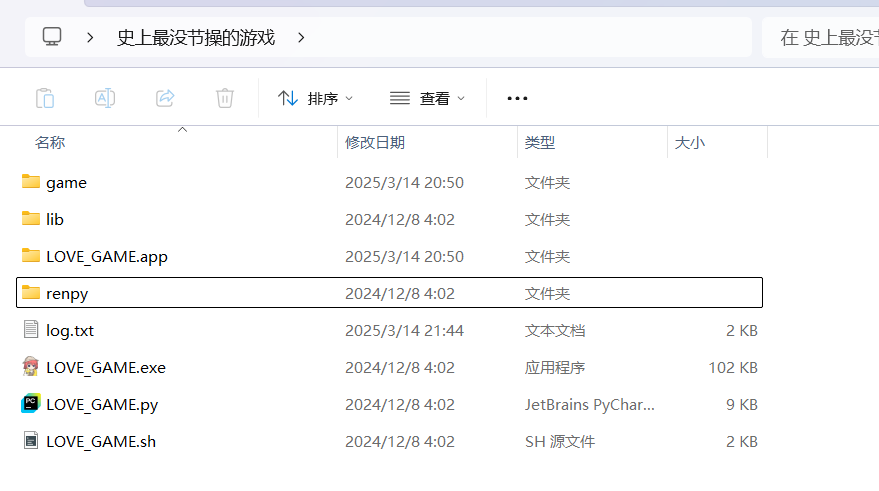 史上最没节操的游戏
在 史上最没节
排序
查看
名称 修改日期 类型 大小
game 2025/3/14 20:50 文件夹
lib 2024/12/8 4:02 文件夹
LOVE_GAME.app 2025/3/14 20:50 文件夹
renpy 2024/12/8 4:02 文件夹
log.txt 2025/3/14 21:44 文本文档 2 KB
LOVE_GAME.exe 2024/12/8 4:02 应用程序 102 KB
LOVE_GAME.py 2024/12/8 4:02 JetBrains PyChar... 9 KB
LOVE_GAME.sh 2024/12/8 4:02 SH 源文件 2 KB